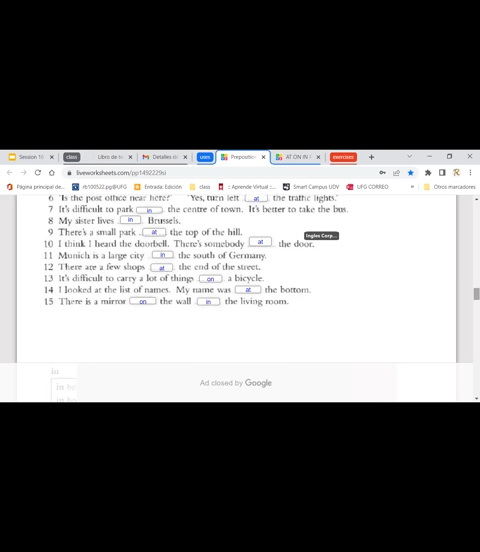 Session 10
class
Libro de te
Detalles de
uses
Preposition
AT ON IN (
exercises
liveworksheets.com/pp1492229si
Página principal de...
rb100522.pg@UFG
Entrada: Edición
class
:: Aprende Virtual ::...
Smart Campus UDV
UFG CORREO
Otros marcadores
6 'Is the post office near here?' 'Yes, turn left at the traffic lights.'
7 It's difficult to park in the centre of town. It's better to take the bus.
8 My sister lives in Brussels.
9 There's a small park at the top of the hill.
Ingles Corp...
10 I think I heard the doorbell. There's somebody at the door.
11 Munich is a large city in the south of Germany.
12 There are a few shops at the end of the street.
13 It's difficult to carry a lot of things on a bicycle.
14 I looked at the list of names. My name was at the bottom.
15 There is a mirror on the wall in the living room.
in
Ad closed by Google